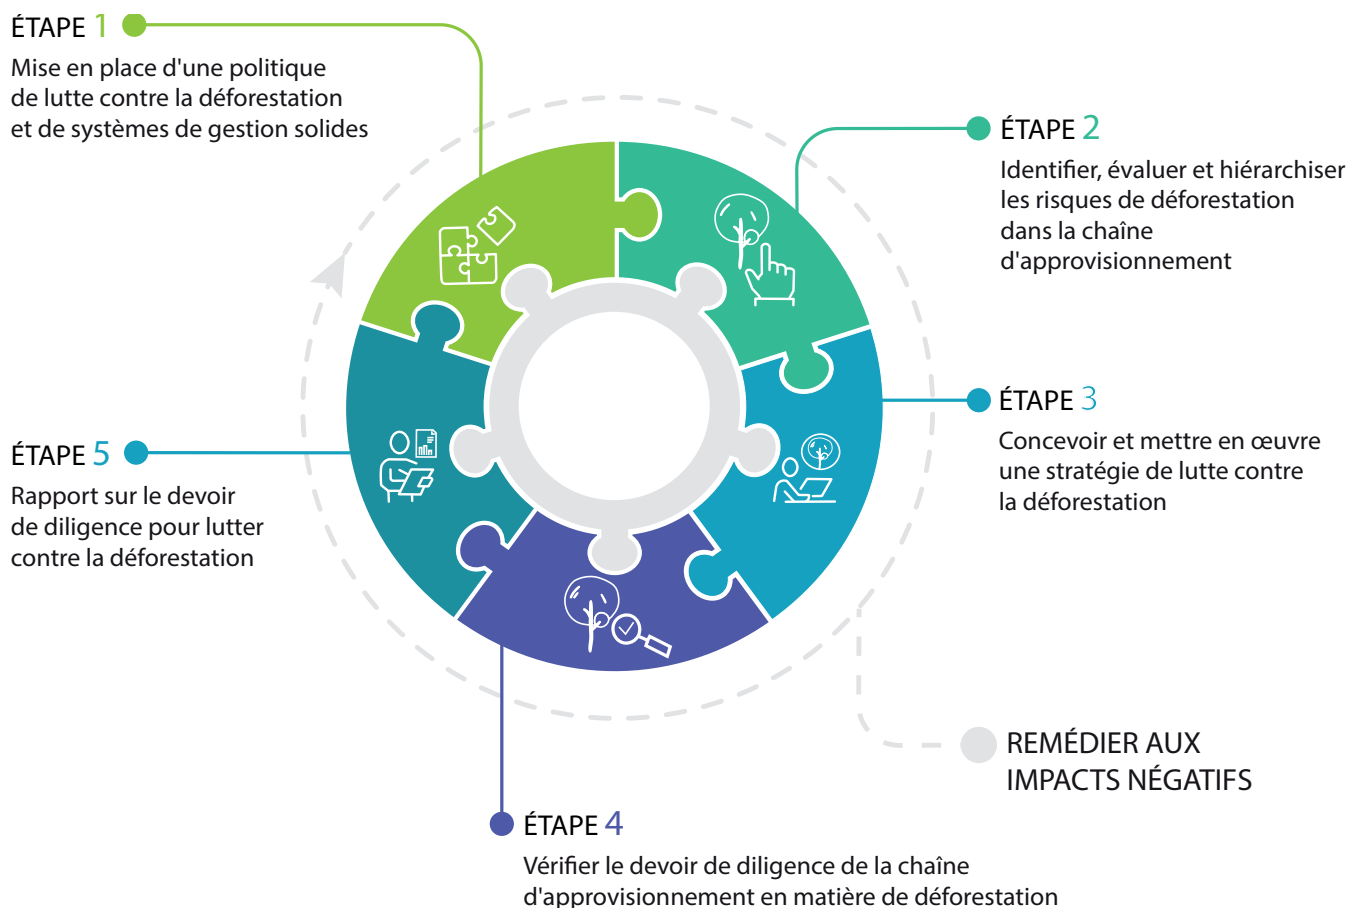 ÉTAPE 1
Mise en place d'une politique
de lutte contre la déforestation
et de systèmes de gestion solides
ÉTAPE 2
Identifier, évaluer et hiérarchiser
les risques de déforestation
dans la chaîne
d'approvisionnement
ÉTAPE 3
Concevoir et mettre en œuvre
une stratégie de lutte contre
la déforestation
ÉTAPE 5
Rapport sur le devoir
de diligence pour lutter
contre la déforestation
REMÉDIER AUX
IMPACTS NÉGATIFS
ÉTAPE 4
Vérifier le devoir de diligence de la chaîne
d'approvisionnement en matière de déforestation